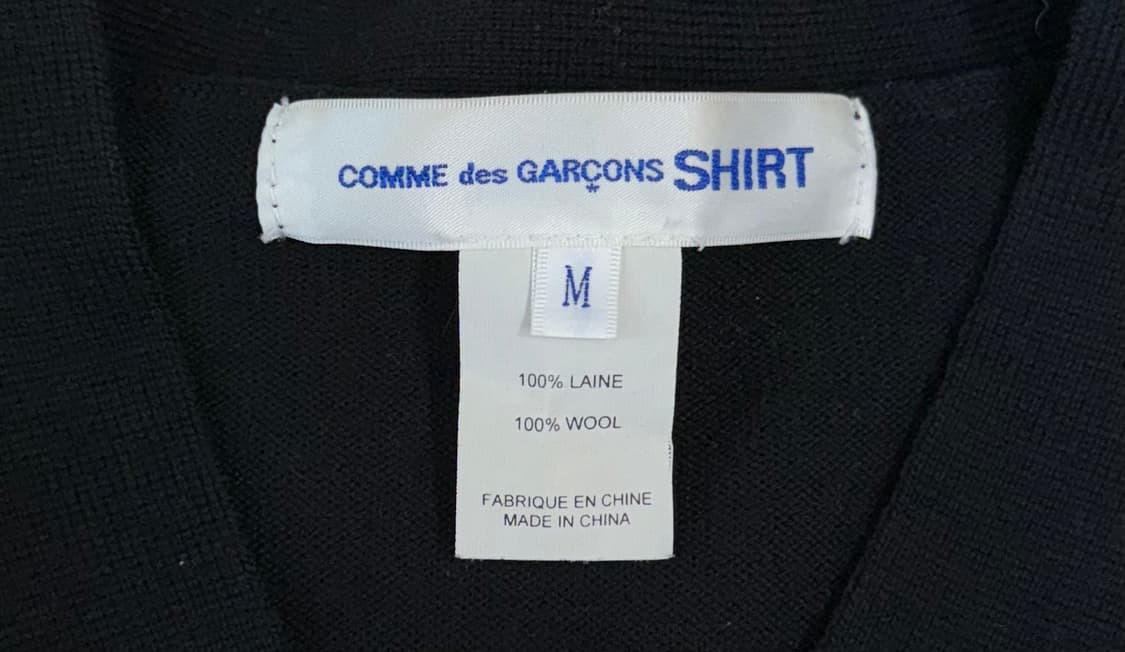 COMME des GARÇONS SHIRT
M
100% LAINE
100% WOOL
FABRIQUE EN CHINE
MADE IN CHINA